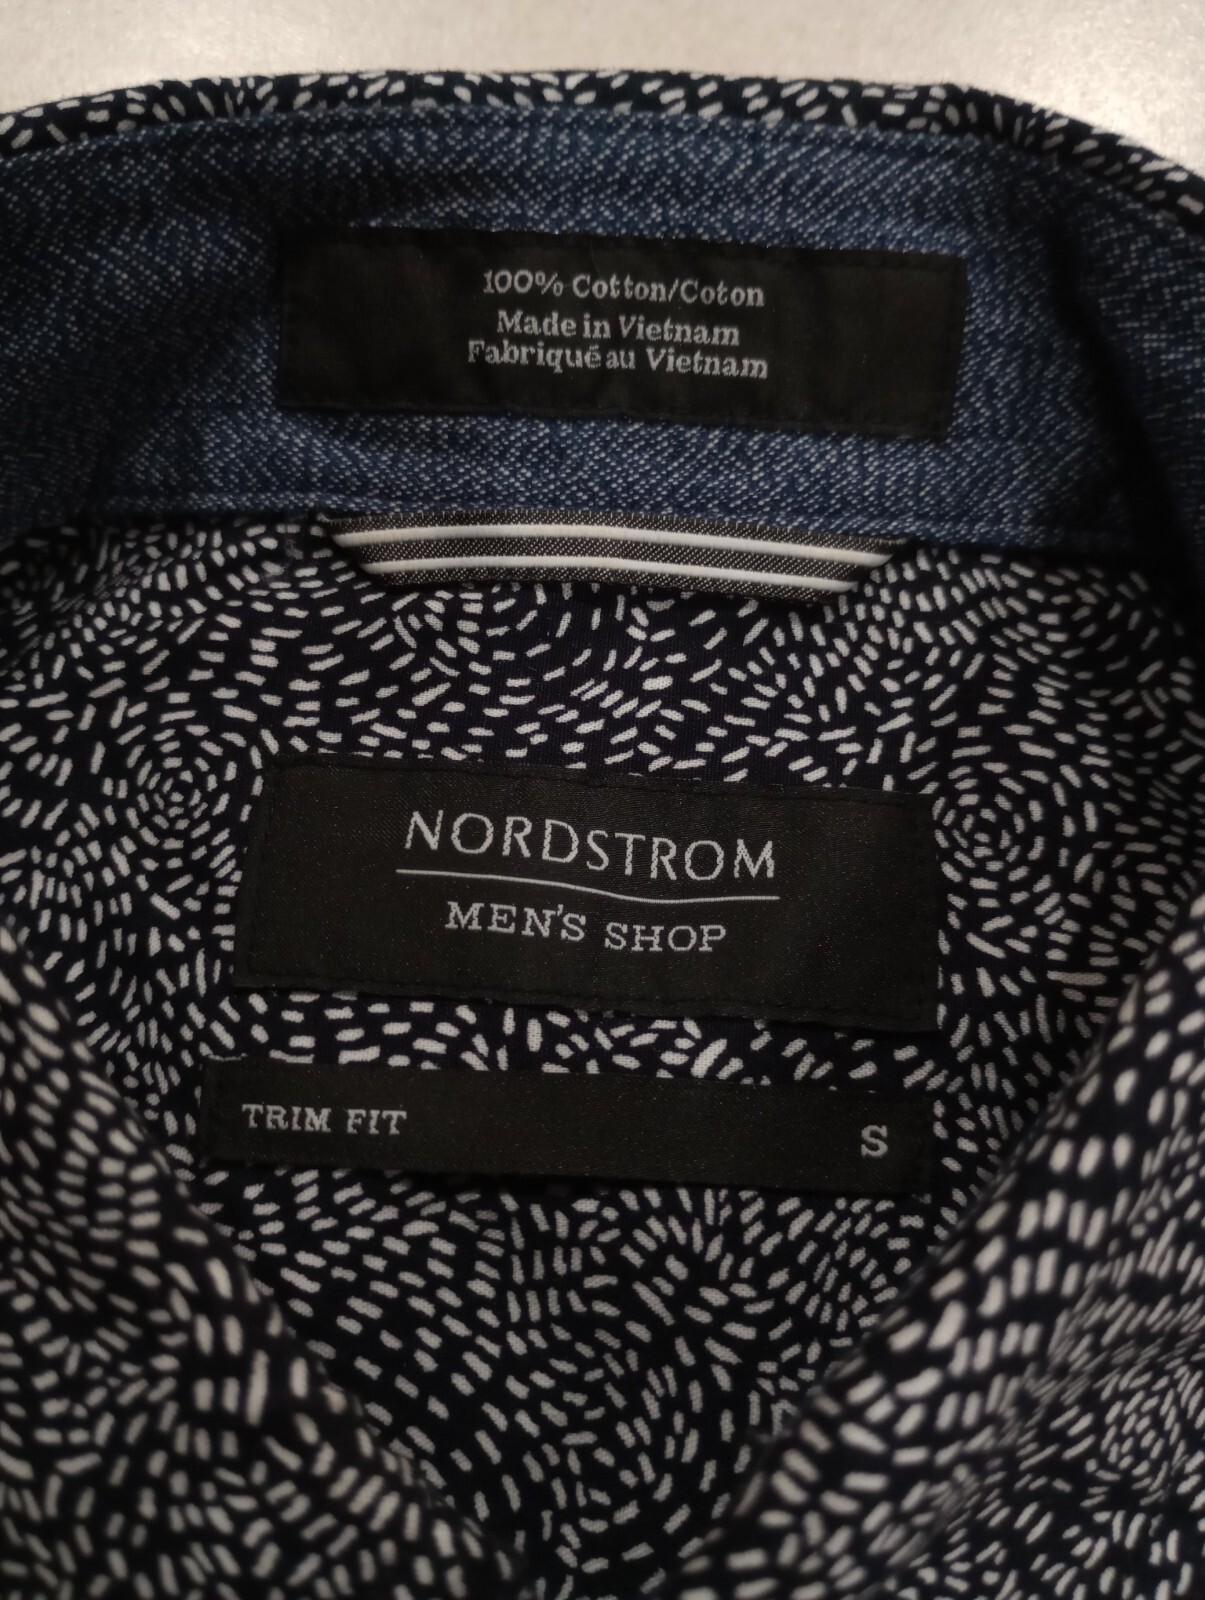 100% Cotton/Coton
Made in Vietnam
Fabriqué au Vietnam
NORDSTROM
MEN'S SHOP
TRIM FIT
S